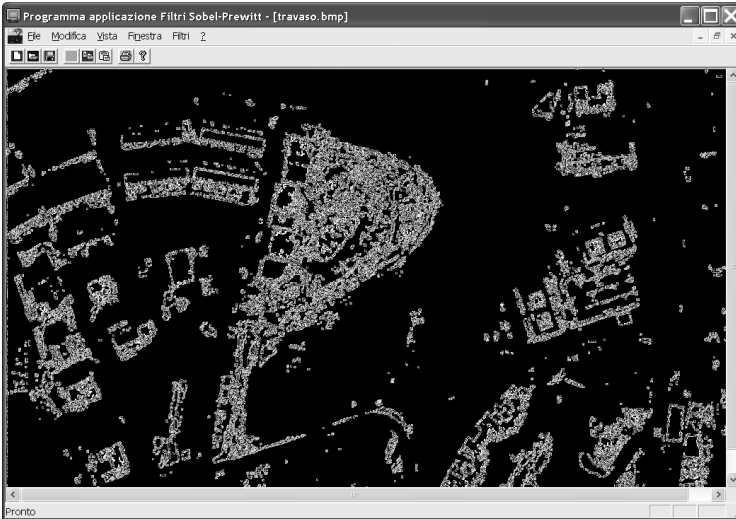 Programma applicazione Filtri Sobel-Prewitt - [travaso.bmp]
File Modifica Vista Finestra Filtri ?
Pronto